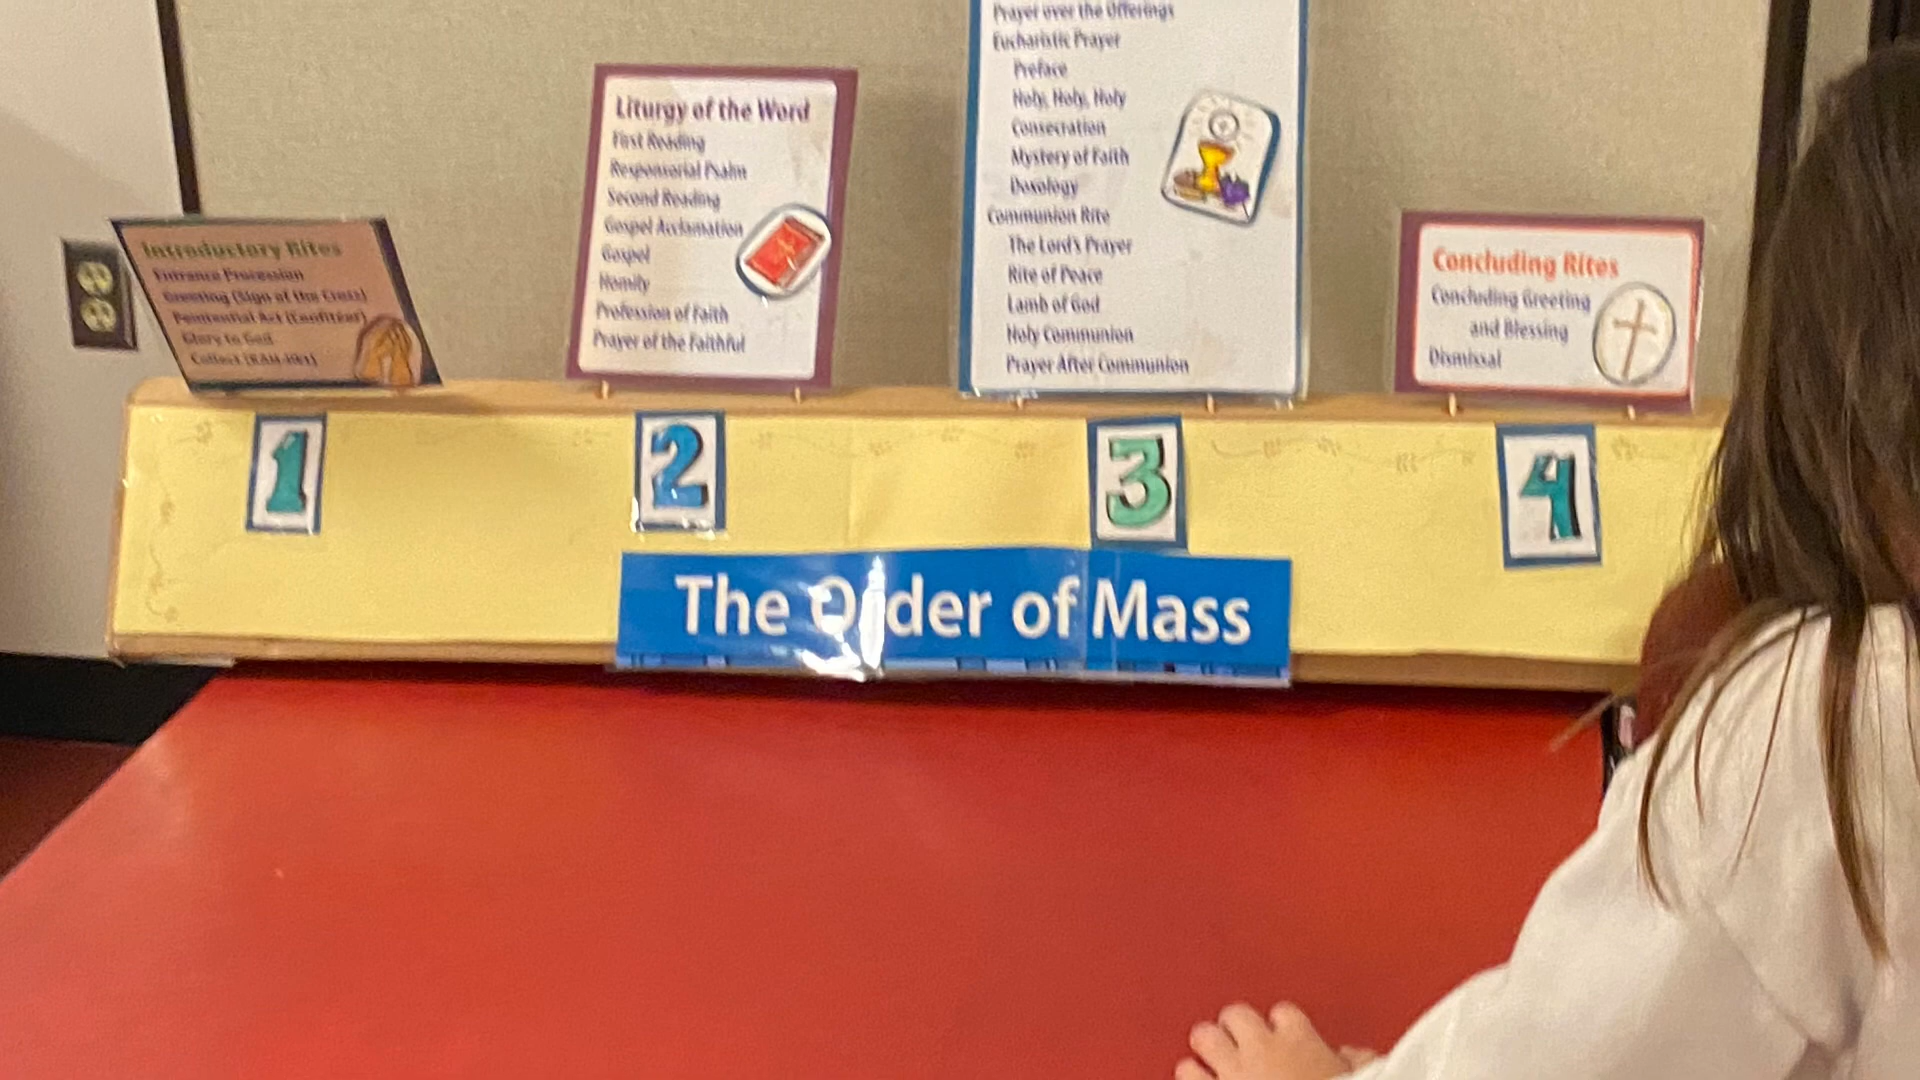 Introductory Rites
Entrance Procession
Greeting (Sign of the Cross)
Penitential Act (Confiteor)
Glory to God
Collect
Liturgy of the Word
First Reading
Responsorial Psalm
Second Reading
Gospel Acclamation
Gospel
Homily
Profession of Faith
Prayer of the Faithful
Prayer over the Offerings
Eucharistic Prayer
Preface
Holy, Holy, Holy
Consecration
Mystery of Faith
Doxology
Communion Rite
The Lord's Prayer
Rite of Peace
Lamb of God
Holy Communion
Prayer After Communion
Concluding Rites
Concluding Greeting
and Blessing
Dismissal
1
2
3
4
The Order of Mass